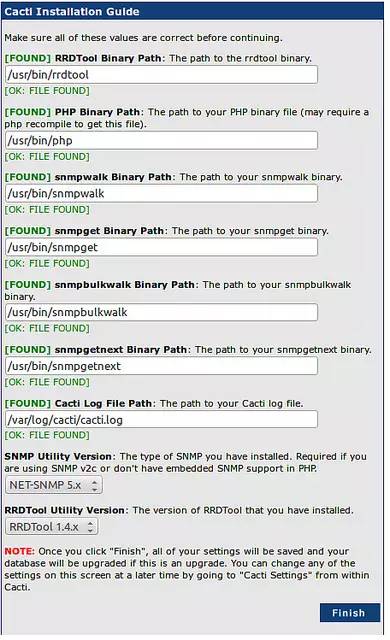 Cacti Installation Guide
Make sure all of these values are correct before continuing.
[FOUND] RRDTool Binary Path: The path to the rrdtool binary.
/usr/bin/rrdtool
[OK: FILE FOUND]
[FOUND] PHP Binary Path: The path to your PHP binary file (may require a
php recompile to get this file).
/usr/bin/php
[OK: FILE FOUND]
[FOUND] snmpwalk Binary Path: The path to your snmpwalk binary.
/usr/bin/snmpwalk
[OK: FILE FOUND]
[FOUND] snmpget Binary Path: The path to your snmpget binary.
/usr/bin/snmpget
[OK: FILE FOUND]
[FOUND] snmpbulkwalk Binary Path: The path to your snmpbulkwalk
binary.
/usr/bin/snmpbulkwalk
[OK: FILE FOUND]
[FOUND] snmpgetnext Binary Path: The path to your snmpgetnext binary.
/usr/bin/snmpgetnext
[OK: FILE FOUND]
[FOUND] Cacti Log File Path: The path to your Cacti log file.
/var/log/cacti/cacti.log
[OK: FILE FOUND]
SNMP Utility Version: The type of SNMP you have installed. Required if you
are using SNMP v2c or don't have embedded SNMP support in PHP.
NET-SNMP 5.x
RRDTool Utility Version: The version of RRDTool that you have installed.
RRDTool 1.4.x
NOTE: Once you click "Finish", all of your settings will be saved and your
database will be upgraded if this is an upgrade. You can change any of the
settings on this screen at a later time by going to "Cacti Settings" from within
Cacti.
Finish